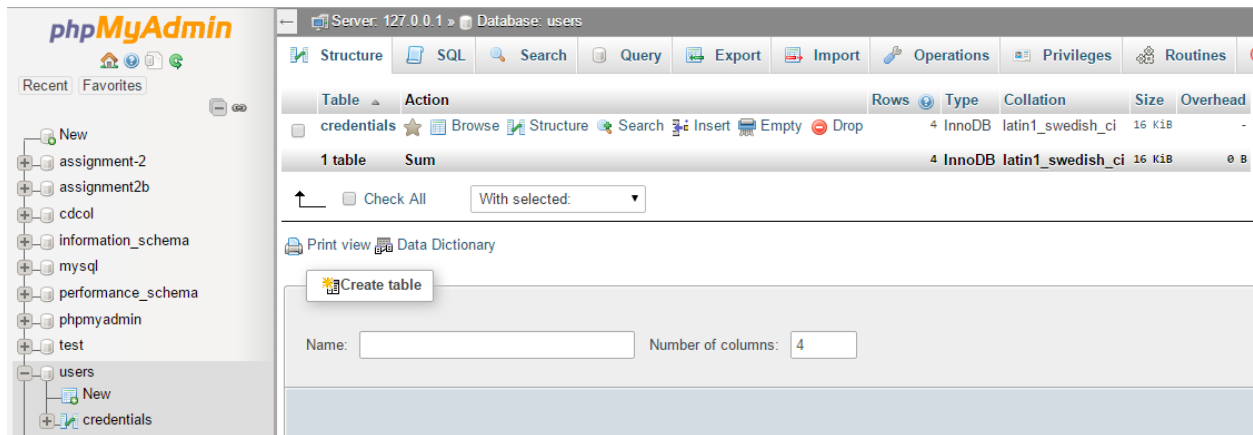 phpMyAdmin
Recent Favorites
New
assignment-2
assignment2b
cdcol
information_schema
mysql
performance_schema
phpmyadmin
test
users
New
credentials
← Server: 127.0.0.1 » Database: users
Structure SQL Search Query Export Import Operations Privileges Routines
Table Action Rows Type Collation Size Overhead
credentials Browse Structure Search Insert Empty Drop 4 InnoDB latin1_swedish_ci 16 KiB -
1 table Sum 4 InnoDB latin1_swedish_ci 16 KiB 0 B
Check All With selected:
Print view Data Dictionary
Create table
Name: Number of columns: 4